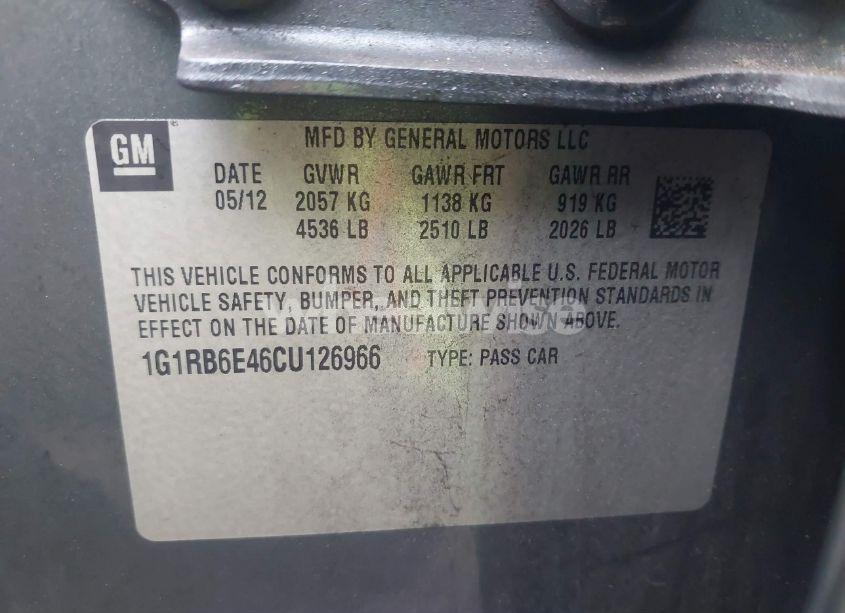 GM
MFD BY GENERAL MOTORS LLC
DATE GVWR GAWR FRT GAWR RR
05/12 2057 KG 1138 KG 919 KG
4536 LB 2510 LB 2026 LB
THIS VEHICLE CONFORMS TO ALL APPLICABLE U.S. FEDERAL MOTOR
VEHICLE SAFETY, BUMPER, AND THEFT PREVENTION STANDARDS IN
EFFECT ON THE DATE OF MANUFACTURE SHOWN ABOVE.
1G1RB6E46CU126966 TYPE: PASS CAR